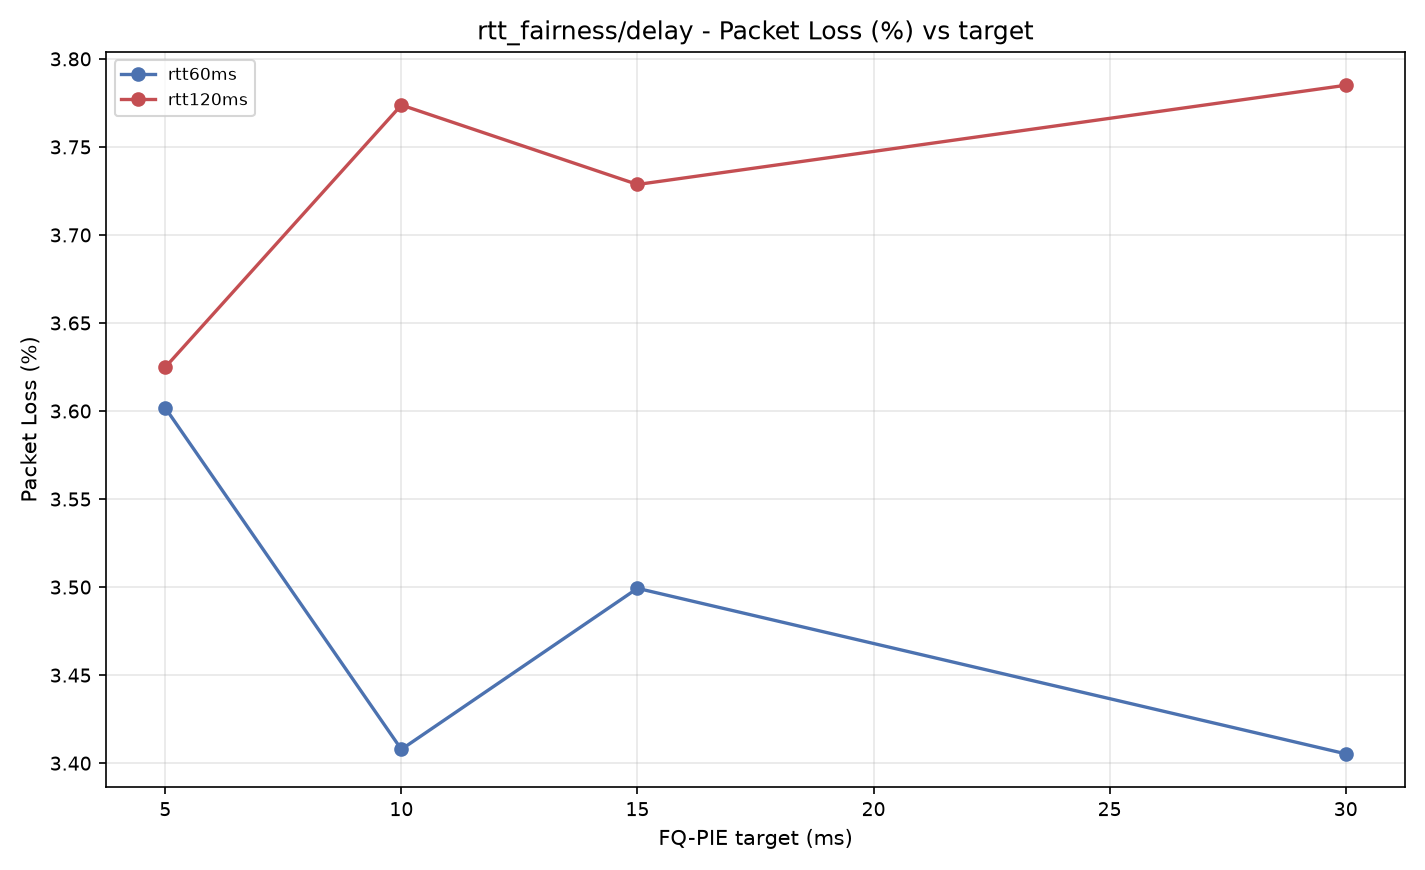 rtt_fairness/delay - Packet Loss (%) vs target
rtt60ms
rtt120ms
Packet Loss (%)
3.80
3.75
3.70
3.65
3.60
3.55
3.50
3.45
3.40
5 10 15 20 25 30
FQ-PIE target (ms)